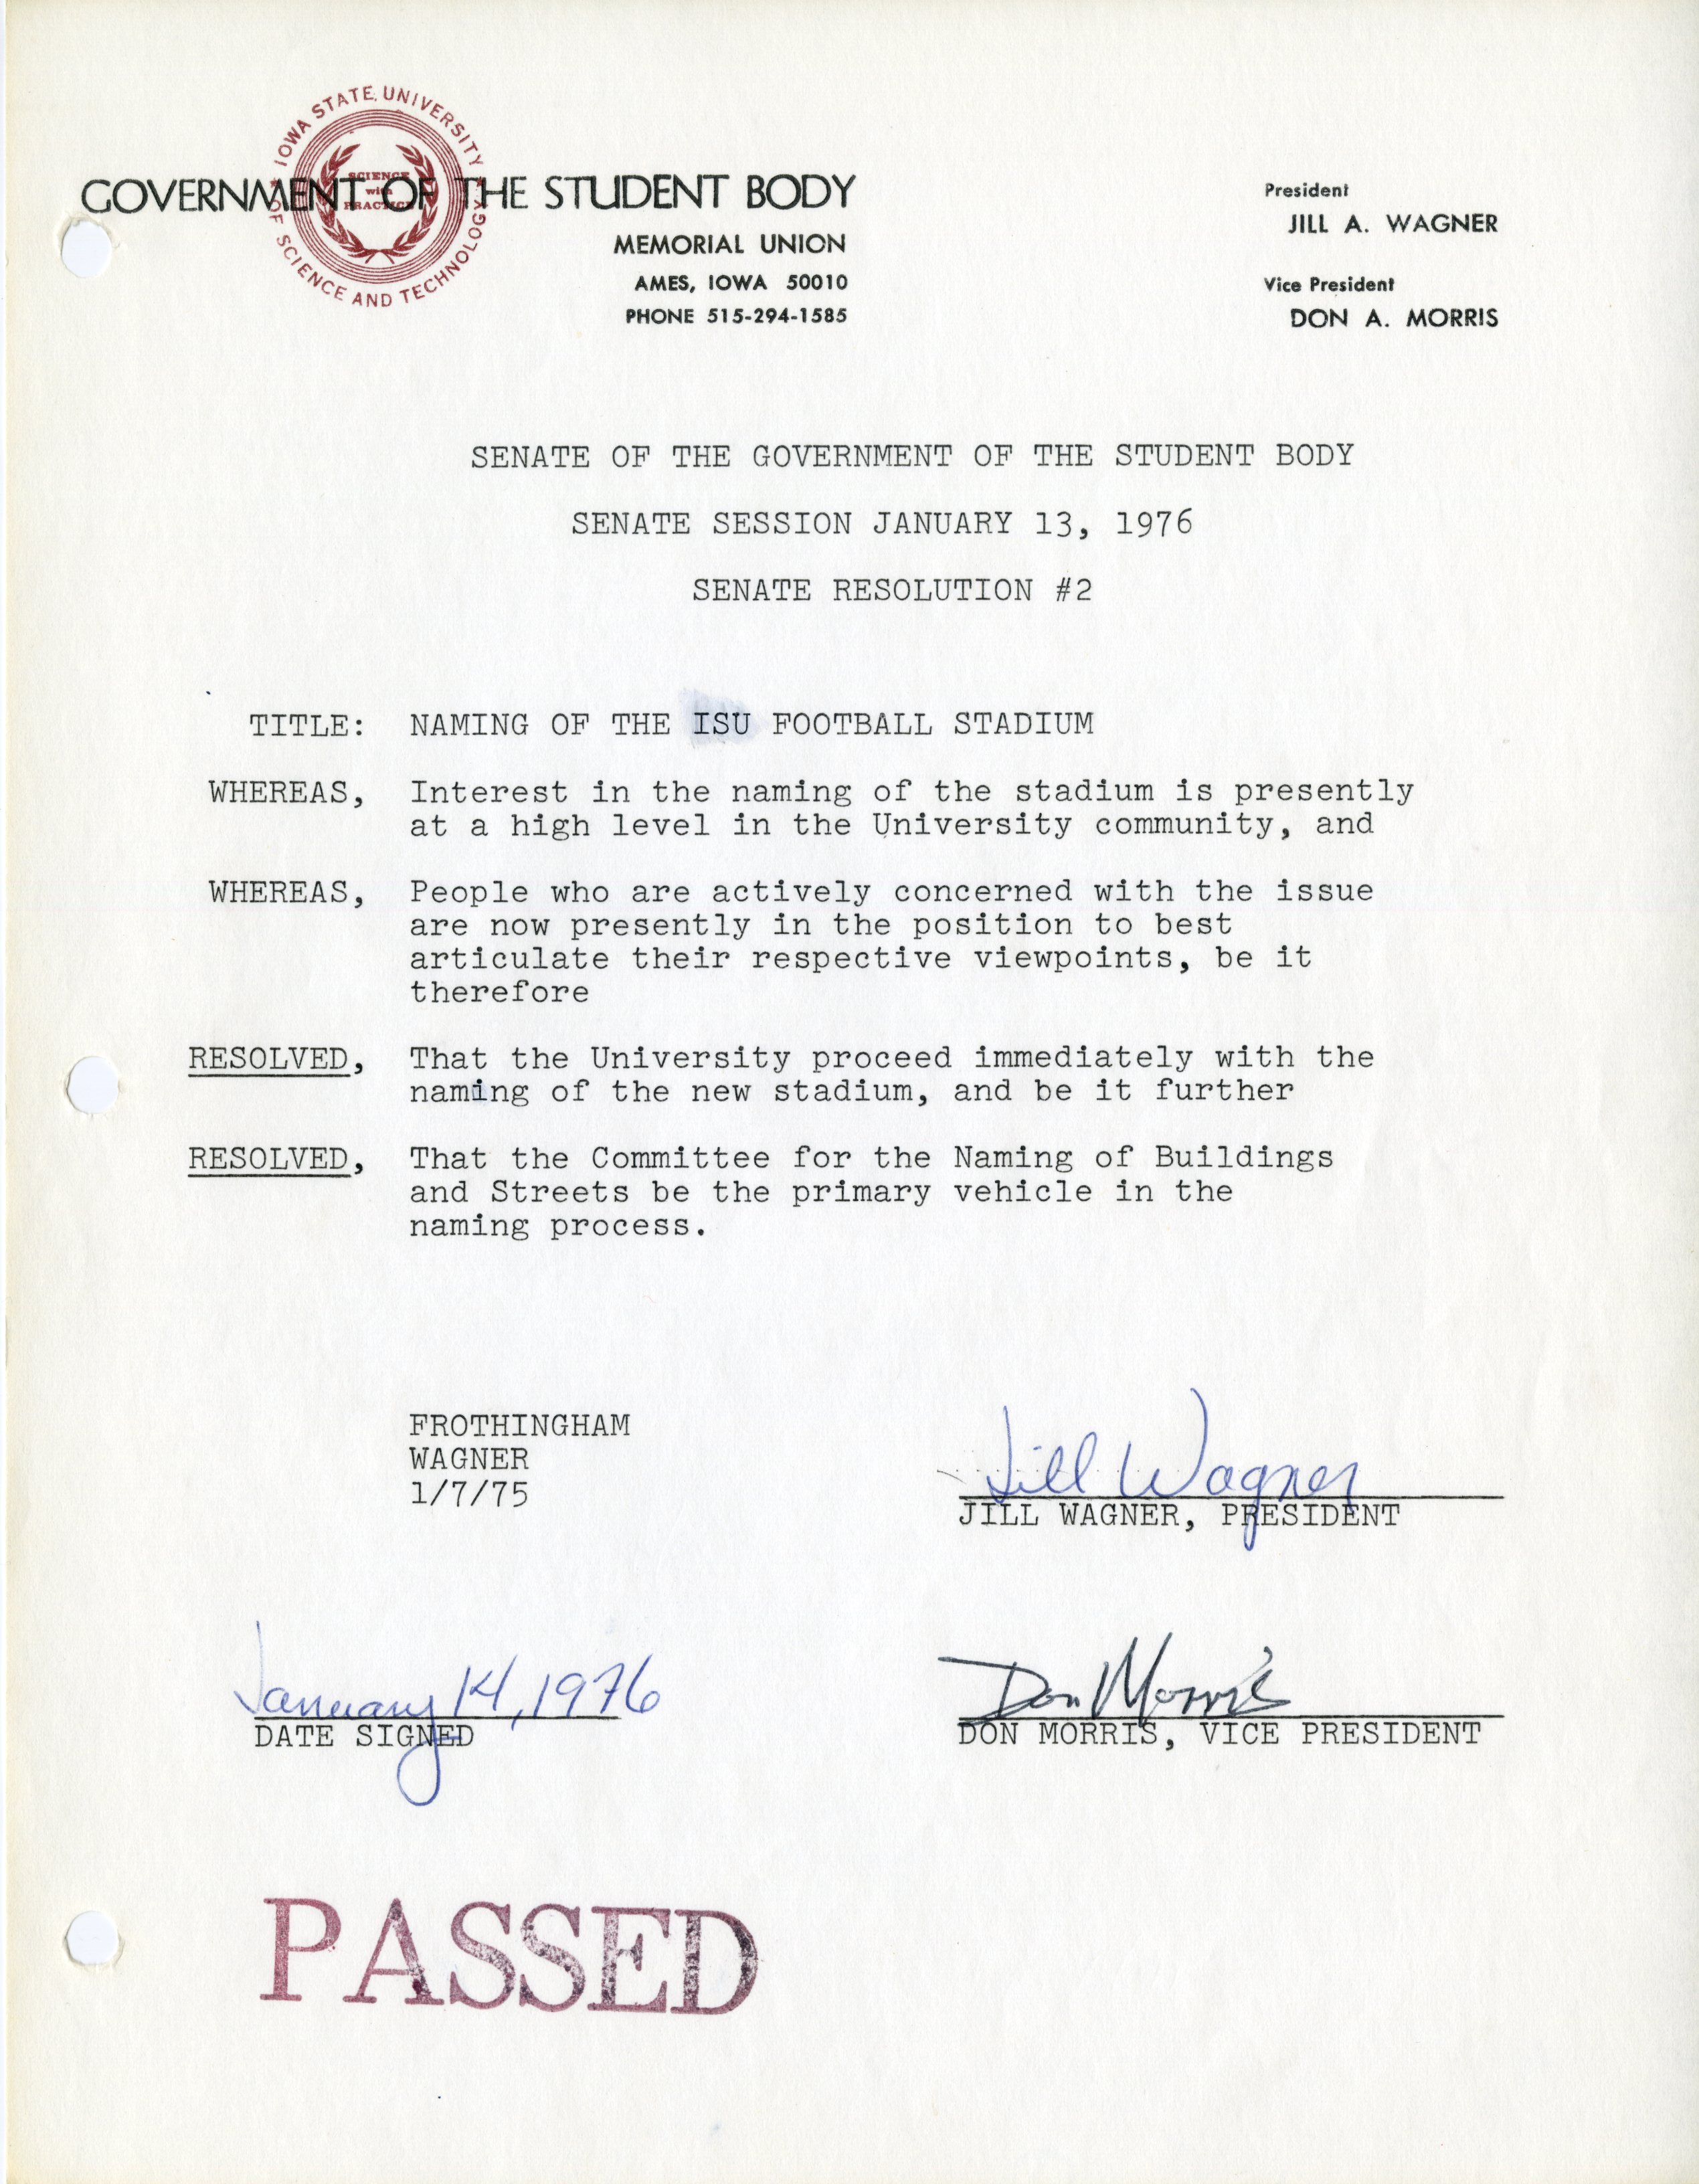 IOWA STATE UNIVERSITY
OF SCIENCE AND TECHNOLOGY
SCIENCE
with
PRACTICE
GOVERNMENT OF THE STUDENT BODY
MEMORIAL UNION
AMES, IOWA 50010
PHONE 515-294-1585
President
JILL A. WAGNER
Vice President
DON A. MORRIS
SENATE OF THE GOVERNMENT OF THE STUDENT BODY
SENATE SESSION JANUARY 13, 1976
SENATE RESOLUTION #2
TITLE: NAMING OF THE ISU FOOTBALL STADIUM
WHEREAS, Interest in the naming of the stadium is presently
at a high level in the University community, and
WHEREAS, People who are actively concerned with the issue
are now presently in the position to best
articulate their respective viewpoints, be it
therefore
RESOLVED, That the University proceed immediately with the
naming of the new stadium, and be it further
RESOLVED, That the Committee for the Naming of Buildings
and Streets be the primary vehicle in the
naming process.
FROTHINGHAM
WAGNER
1/7/75
Jill Wagner
JILL WAGNER, PRESIDENT
January 14, 1976
DATE SIGNED
Don Morris
DON MORRIS, VICE PRESIDENT
PASSED